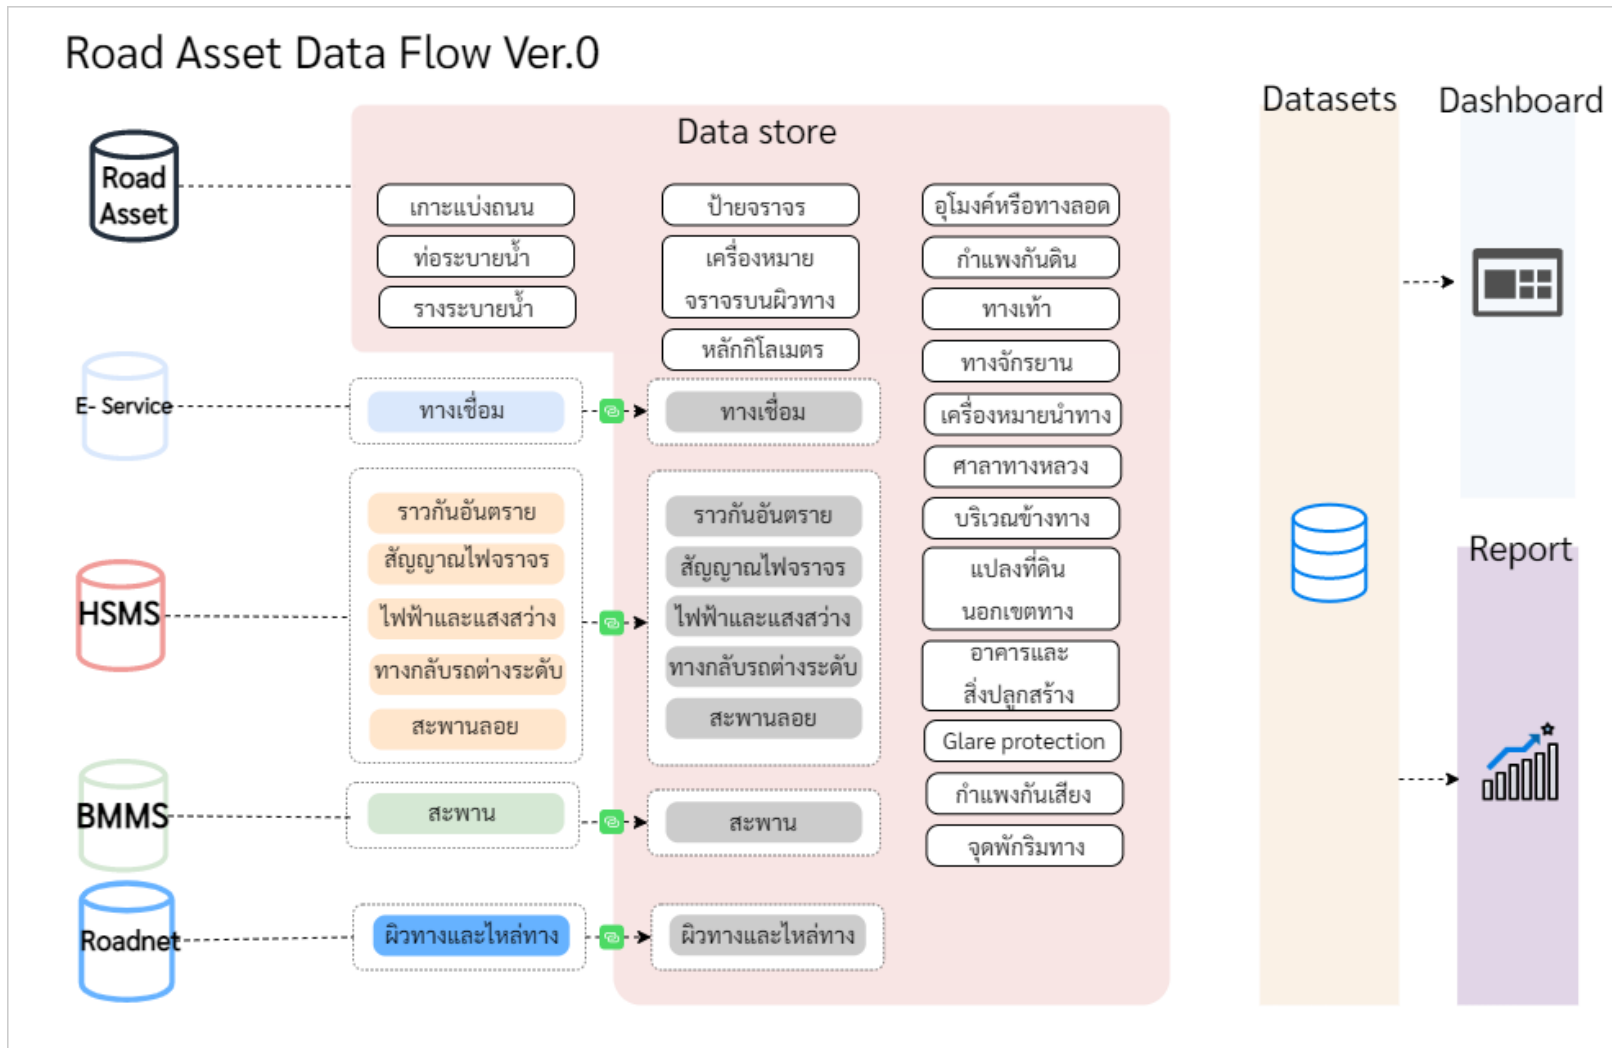 Road Asset Data Flow Ver.0
Datasets
Dashboard
Data store
Road
Asset
เกาะแบ่งถนน
ท่อระบายน้ำ
รางระบายน้ำ
ป้ายจราจร
เครื่องหมาย
จราจรบนผิวทาง
หลักกิโลเมตร
อุโมงค์หรือทางลอด
กำแพงกันดิน
ทางเท้า
ทางจักรยาน
เครื่องหมายนำทาง
ศาลาทางหลวง
บริเวณข้างทาง
แปลงที่ดิน
นอกเขตทาง
อาคารและ
สิ่งปลูกสร้าง
Glare protection
กำแพงกันเสียง
จุดพักริมทาง
E- Service
ทางเชื่อม
ทางเชื่อม
HSMS
ราวกันอันตราย
สัญญาณไฟจราจร
ไฟฟ้าและแสงสว่าง
ทางกลับรถต่างระดับ
สะพานลอย
ราวกันอันตราย
สัญญาณไฟจราจร
ไฟฟ้าและแสงสว่าง
ทางกลับรถต่างระดับ
สะพานลอย
BMMS
สะพาน
สะพาน
Roadnet
ผิวทางและไหล่ทาง
ผิวทางและไหล่ทาง
Report